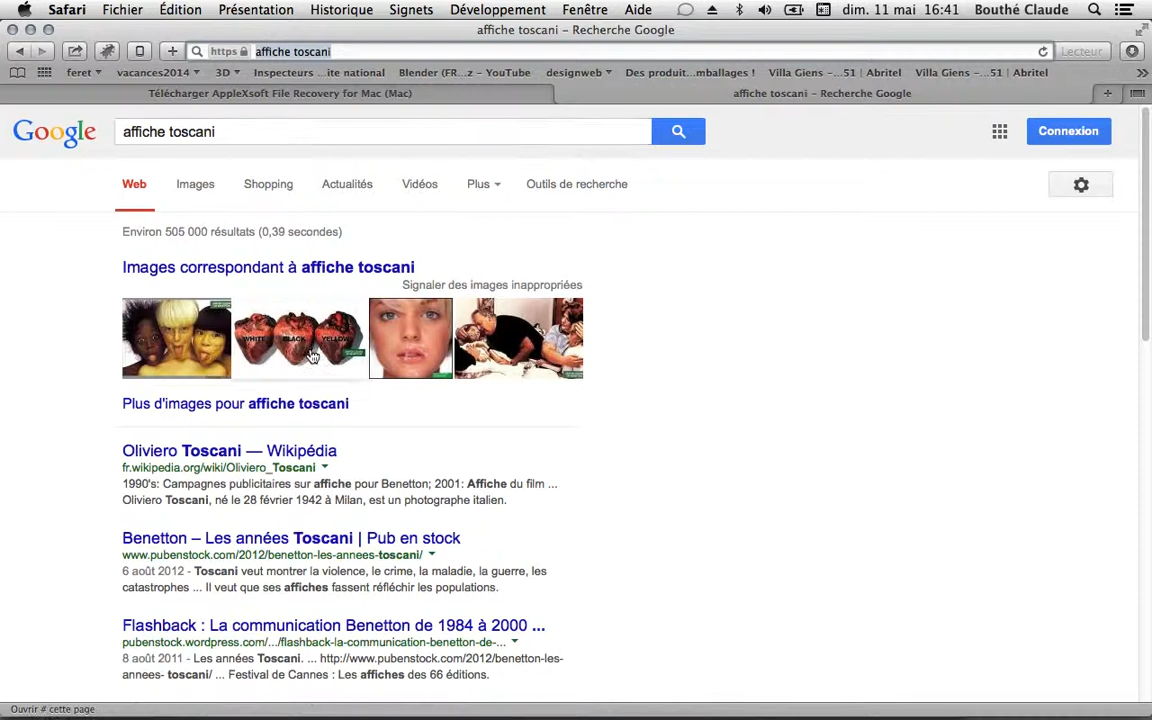 Safari Fichier Édition Présentation Historique Signets Développement Fenêtre Aide dim. 11 mai 16:41 Bouthé Claude
affiche toscani – Recherche Google
https affiche toscani Lecteur
feret vacances2014 3D Inspecteurs ...ite national Blender (FR...z – YouTube designweb Des produit...mballages ! Villa Giens –...51 | Abritel Villa Giens –...51 | Abritel
Télécharger AppleXsoft File Recovery for Mac (Mac) affiche toscani – Recherche Google
Google affiche toscani Connexion
Web Images Shopping Actualités Vidéos Plus Outils de recherche
Environ 505 000 résultats (0,39 secondes)
Images correspondant à affiche toscani
Signaler des images inappropriées
WHITE BLACK YELLOW
Plus d'images pour affiche toscani
Oliviero Toscani — Wikipédia
fr.wikipedia.org/wiki/Oliviero_Toscani
1990's: Campagnes publicitaires sur affiche pour Benetton; 2001: Affiche du film ...
Oliviero Toscani, né le 28 février 1942 à Milan, est un photographe italien.
Benetton – Les années Toscani | Pub en stock
www.pubenstock.com/2012/benetton-les-annees-toscani/
6 août 2012 - Toscani veut montrer la violence, le crime, la maladie, la guerre, les
catastrophes ... Il veut que ses affiches fassent réfléchir les populations.
Flashback : La communication Benetton de 1984 à 2000 ...
pubenstock.wordpress.com/.../flashback-la-communication-benetton-de-...
8 août 2011 - Les années Toscani. ... http://www.pubenstock.com/2012/benetton-les-
annees- toscani/ ... Festival de Cannes : Les affiches des 66 éditions.
Ouvrir # cette page